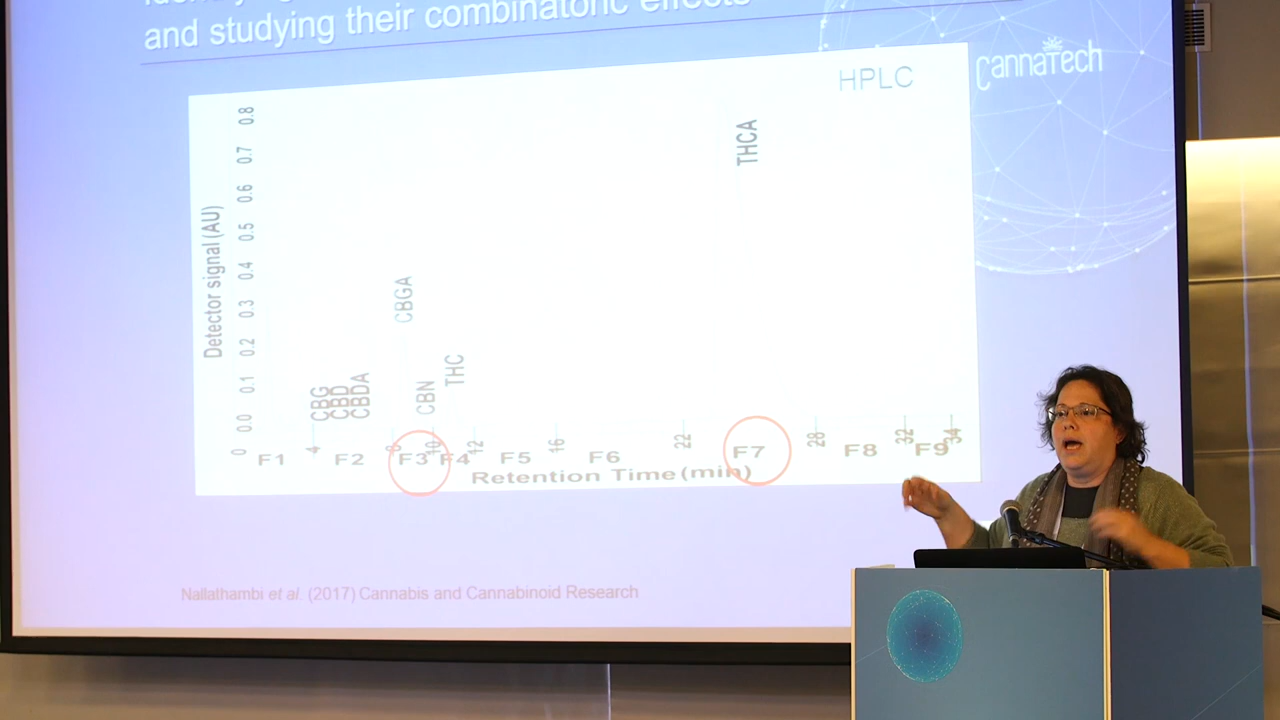 and studying their combinatoric effects
CannaTech
HPLC
0.8
0.7
0.6
0.5
0.4
0.3
0.2
0.1
0.0
Detector signal (AU)
THCA
CBGA
THC
CBN
CBG
CBD
CBDA
4
8
10
12
16
22
28
32
34
F1
F2
F3
F4
F5
F6
F7
F8
F9
Retention Time (min)
Nallathambi et al. (2017) Cannabis and Cannabinoid Research